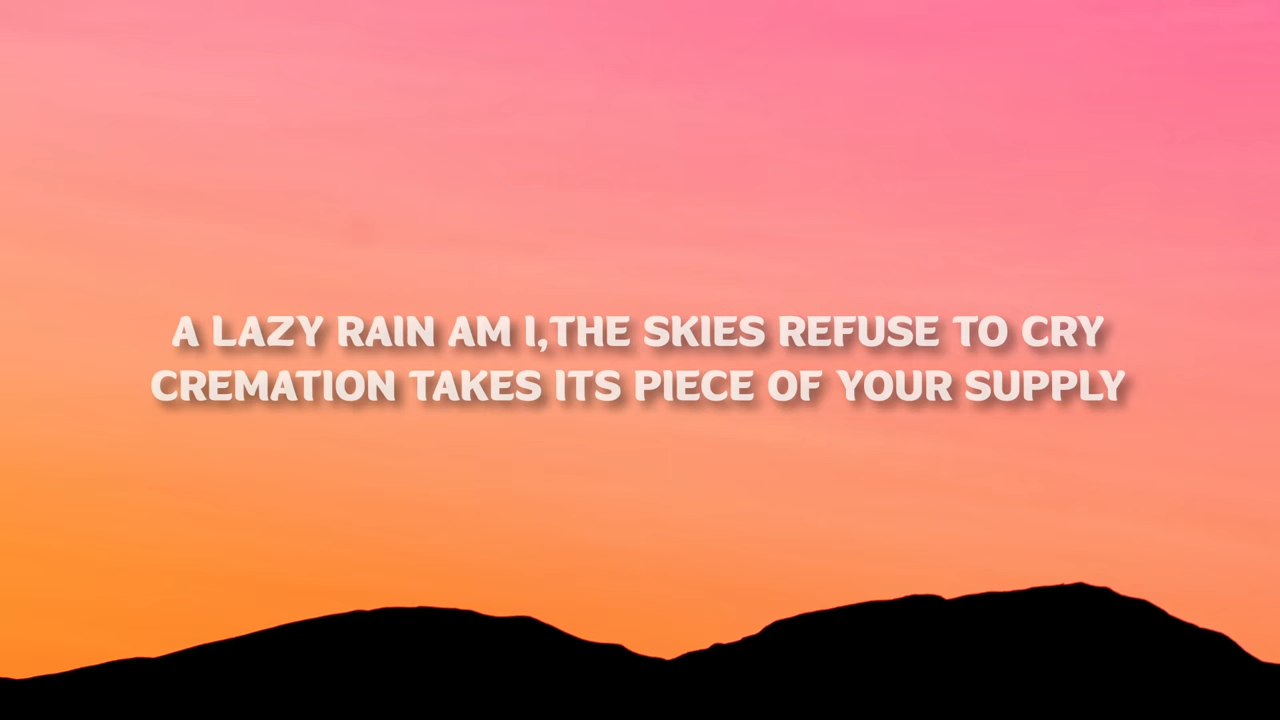 A LAZY RAIN AM I,THE SKIES REFUSE TO CRY
CREMATION TAKES ITS PIECE OF YOUR SUPPLY